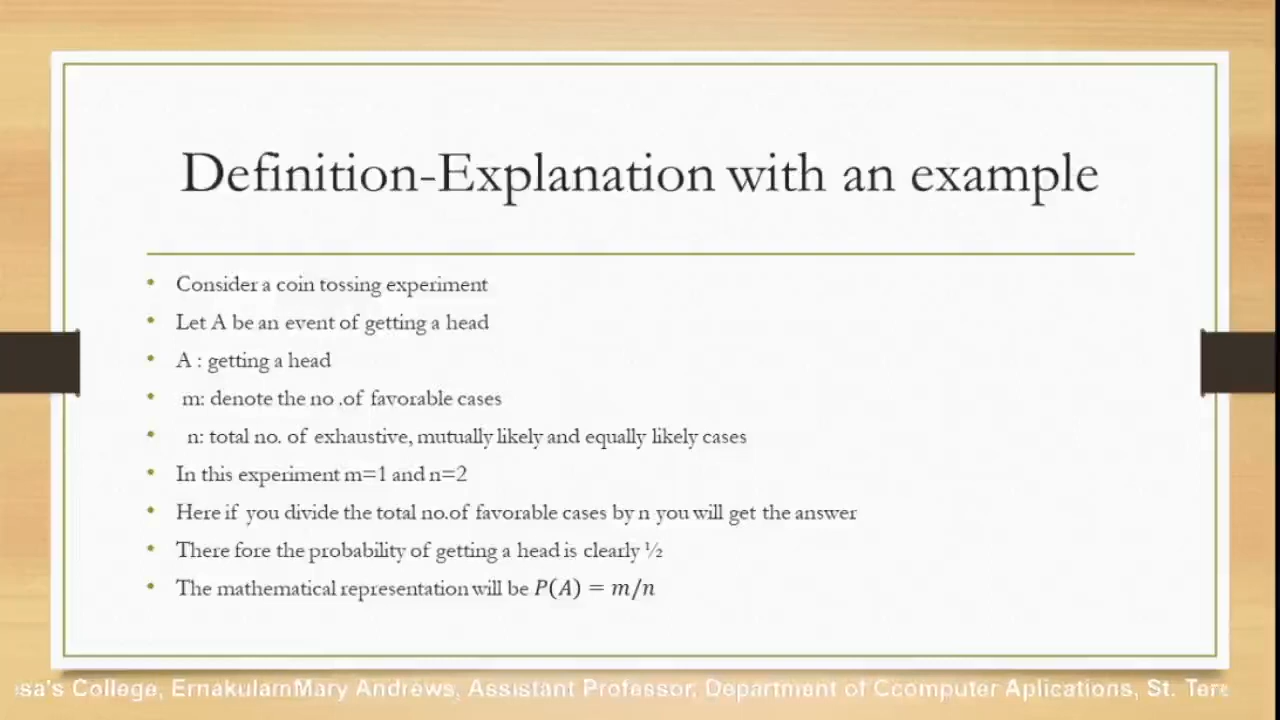 Definition-Explanation with an example
• Consider a coin tossing experiment
• Let A be an event of getting a head
• A : getting a head
• m: denote the no .of favorable cases
• n: total no. of exhaustive, mutually likely and equally likely cases
• In this experiment m=1 and n=2
• Here if you divide the total no.of favorable cases by n you will get the answer
• There fore the probability of getting a head is clearly ½
• The mathematical representation will be P(A) = m/n
sa's College, ErnakulamMary Andrews, Assistant Professor, Department of Ccomputer Aplications, St. Tere